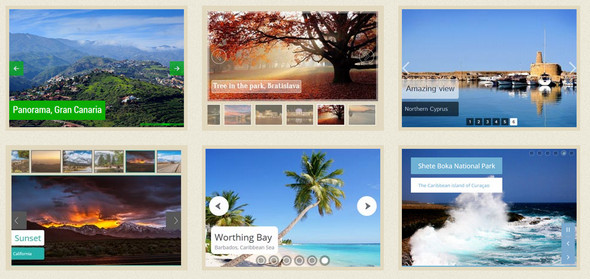 Panorama, Gran Canaria
Tree in the park, Bratislava
Amazing view
Northern Cyprus
1 2 3 4 5 6
Sunset
California
Worthing Bay
Barbados, Caribbean Sea
Shete Boka National Park
The Caribbean island of Curaçao